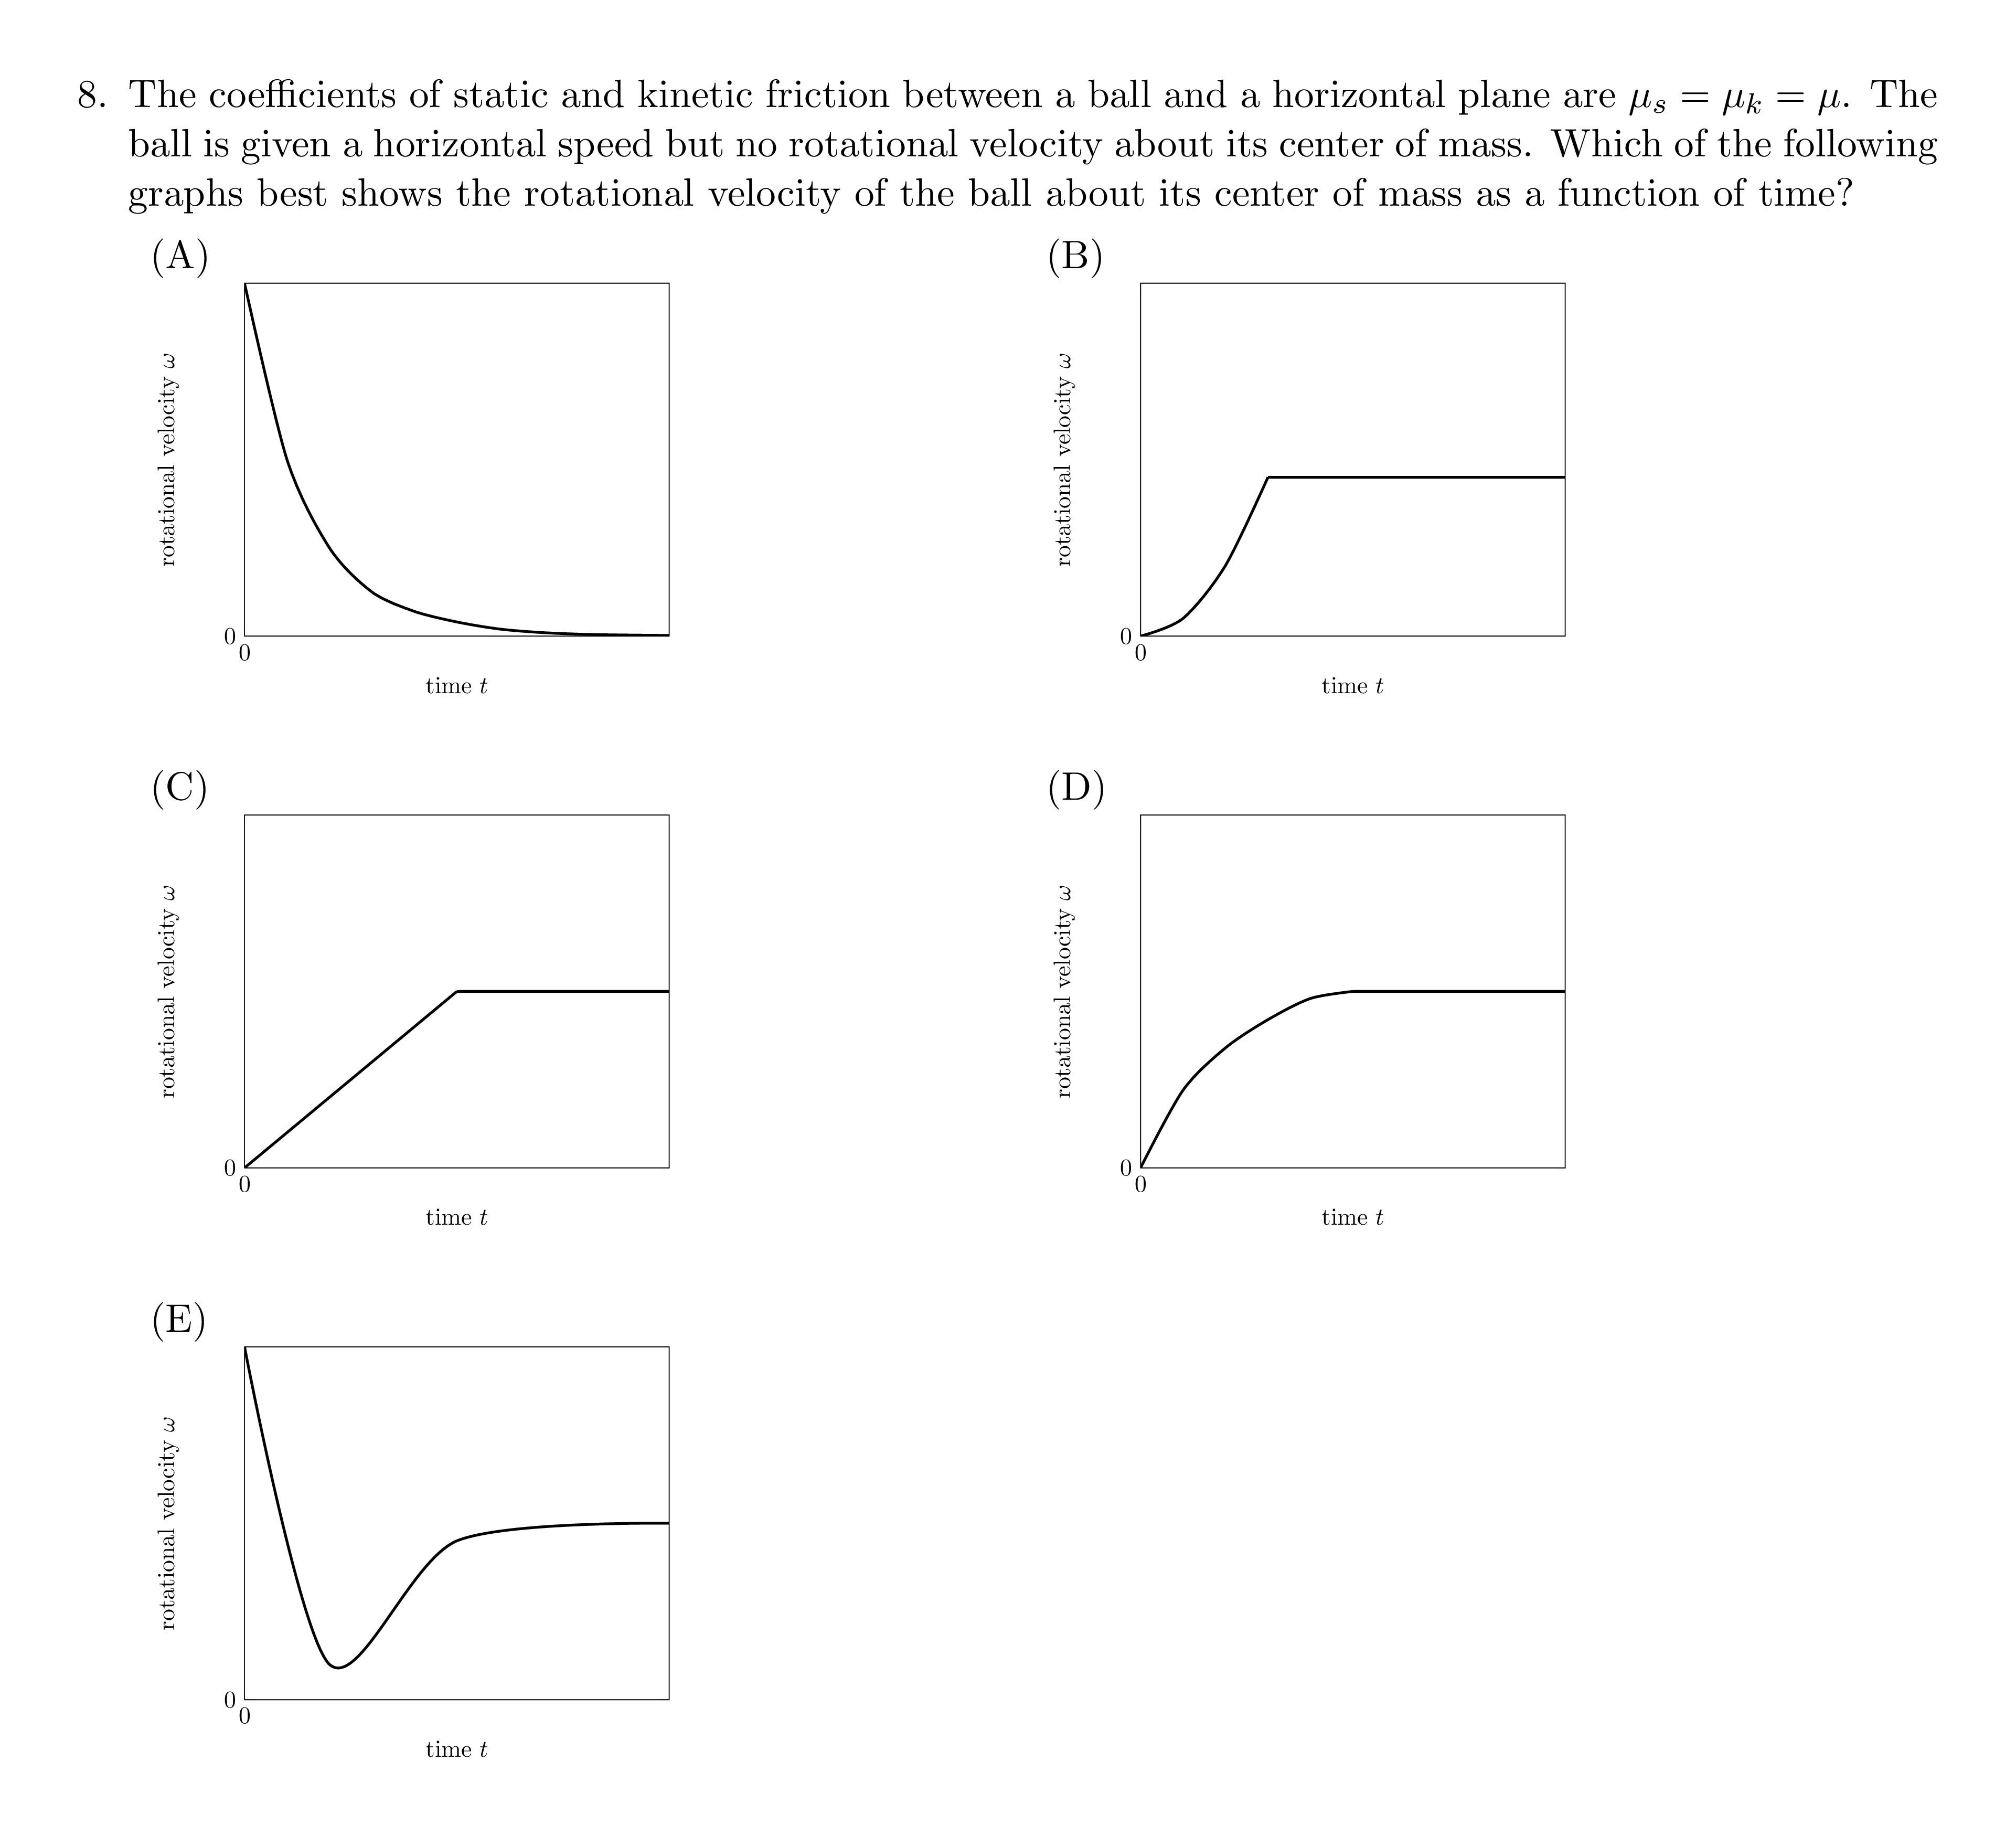 8. The coefficients of static and kinetic friction between a ball and a horizontal plane are μs = μk = μ. The
ball is given a horizontal speed but no rotational velocity about its center of mass. Which of the following
graphs best shows the rotational velocity of the ball about its center of mass as a function of time?
(A)
rotational velocity ω
0
0
time t
(B)
rotational velocity ω
0
0
time t
(C)
rotational velocity ω
0
0
time t
(D)
rotational velocity ω
0
0
time t
(E)
rotational velocity ω
0
0
time t